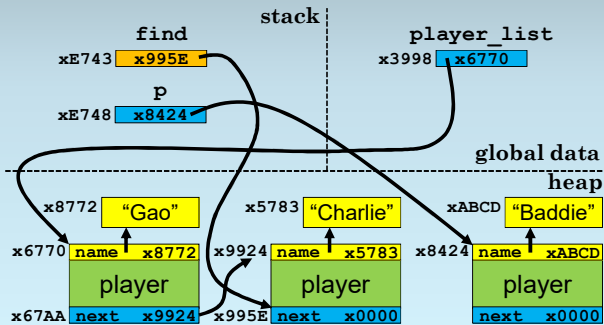 stack
find
player_list
xE743 x995E
x3998 x6770
p
xE748 x8424
global data
heap
x8772 “Gao”
x5783 “Charlie”
xABCD “Baddie”
x6770 name x8772
x9924 name x5783
x8424 name xABCD
player
player
player
x67AA next x9924
x995E next x0000
next x0000